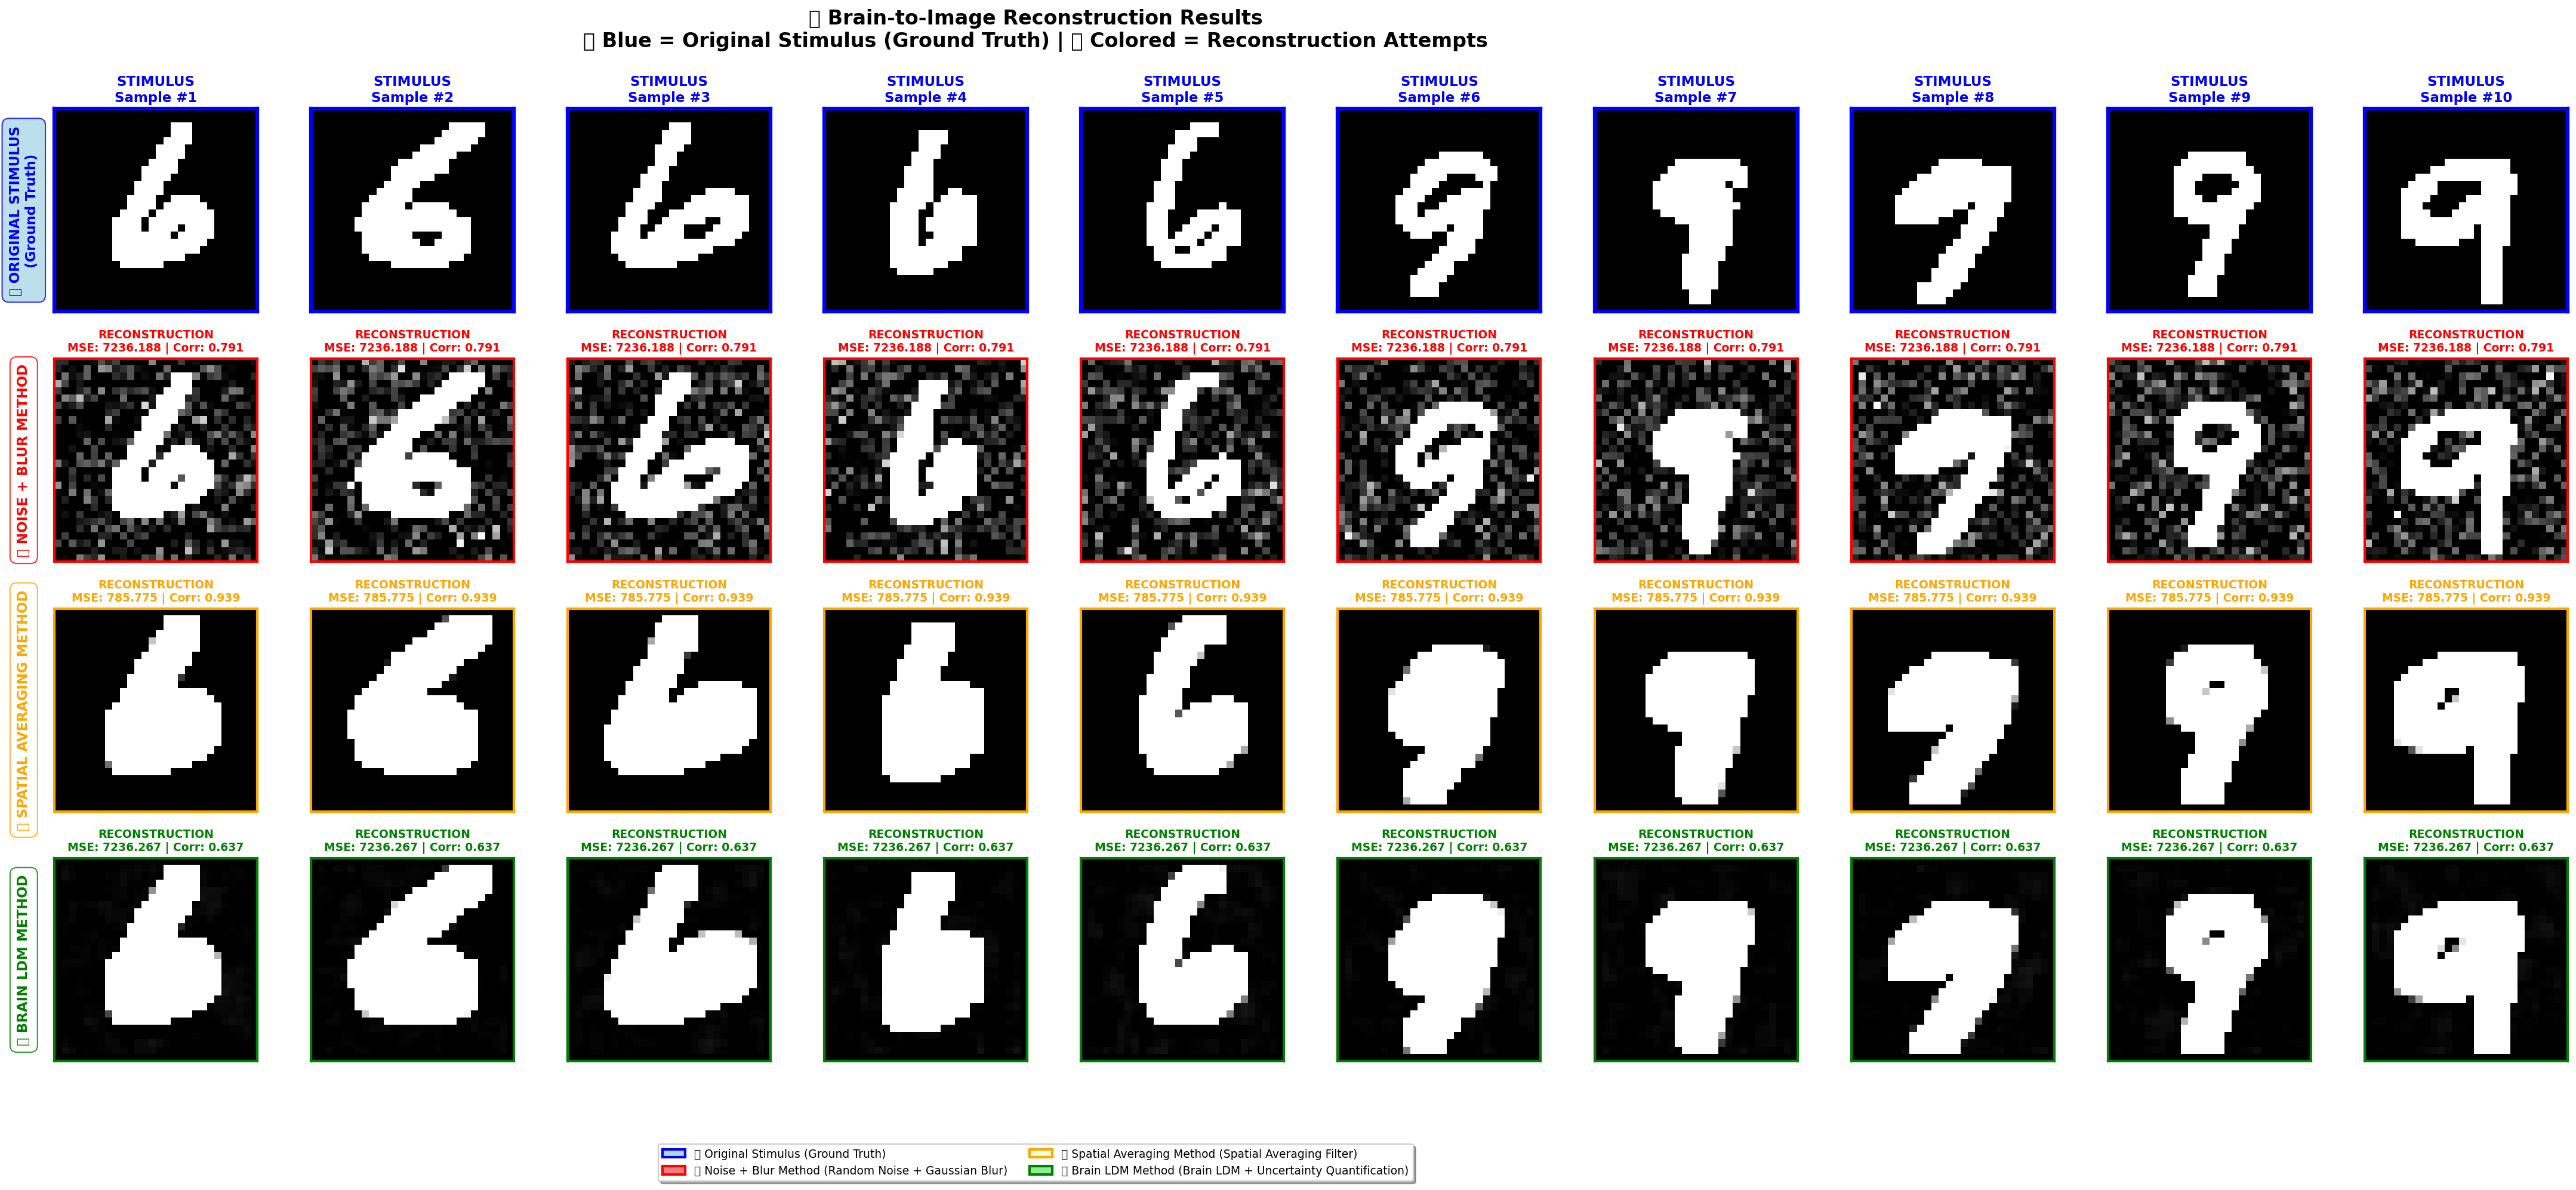 Brain-to-Image Reconstruction Results
Blue = Original Stimulus (Ground Truth) | Colored = Reconstruction Attempts
STIMULUS STIMULUS STIMULUS STIMULUS STIMULUS STIMULUS STIMULUS STIMULUS STIMULUS STIMULUS
Sample #1 Sample #2 Sample #3 Sample #4 Sample #5 Sample #6 Sample #7 Sample #8 Sample #9 Sample #10
ORIGINAL STIMULUS
(Ground Truth)
RECONSTRUCTION RECONSTRUCTION RECONSTRUCTION RECONSTRUCTION RECONSTRUCTION RECONSTRUCTION RECONSTRUCTION RECONSTRUCTION RECONSTRUCTION RECONSTRUCTION
MSE: 7236.188 | Corr: 0.791 MSE: 7236.188 | Corr: 0.791 MSE: 7236.188 | Corr: 0.791 MSE: 7236.188 | Corr: 0.791 MSE: 7236.188 | Corr: 0.791 MSE: 7236.188 | Corr: 0.791 MSE: 7236.188 | Corr: 0.791 MSE: 7236.188 | Corr: 0.791 MSE: 7236.188 | Corr: 0.791 MSE: 7236.188 | Corr: 0.791
NOISE + BLUR METHOD
RECONSTRUCTION RECONSTRUCTION RECONSTRUCTION RECONSTRUCTION RECONSTRUCTION RECONSTRUCTION RECONSTRUCTION RECONSTRUCTION RECONSTRUCTION RECONSTRUCTION
MSE: 785.775 | Corr: 0.939 MSE: 785.775 | Corr: 0.939 MSE: 785.775 | Corr: 0.939 MSE: 785.775 | Corr: 0.939 MSE: 785.775 | Corr: 0.939 MSE: 785.775 | Corr: 0.939 MSE: 785.775 | Corr: 0.939 MSE: 785.775 | Corr: 0.939 MSE: 785.775 | Corr: 0.939 MSE: 785.775 | Corr: 0.939
SPATIAL AVERAGING METHOD
RECONSTRUCTION RECONSTRUCTION RECONSTRUCTION RECONSTRUCTION RECONSTRUCTION RECONSTRUCTION RECONSTRUCTION RECONSTRUCTION RECONSTRUCTION RECONSTRUCTION
MSE: 7236.267 | Corr: 0.637 MSE: 7236.267 | Corr: 0.637 MSE: 7236.267 | Corr: 0.637 MSE: 7236.267 | Corr: 0.637 MSE: 7236.267 | Corr: 0.637 MSE: 7236.267 | Corr: 0.637 MSE: 7236.267 | Corr: 0.637 MSE: 7236.267 | Corr: 0.637 MSE: 7236.267 | Corr: 0.637 MSE: 7236.267 | Corr: 0.637
BRAIN LDM METHOD
Original Stimulus (Ground Truth)
Noise + Blur Method (Random Noise + Gaussian Blur)
Spatial Averaging Method (Spatial Averaging Filter)
Brain LDM Method (Brain LDM + Uncertainty Quantification)